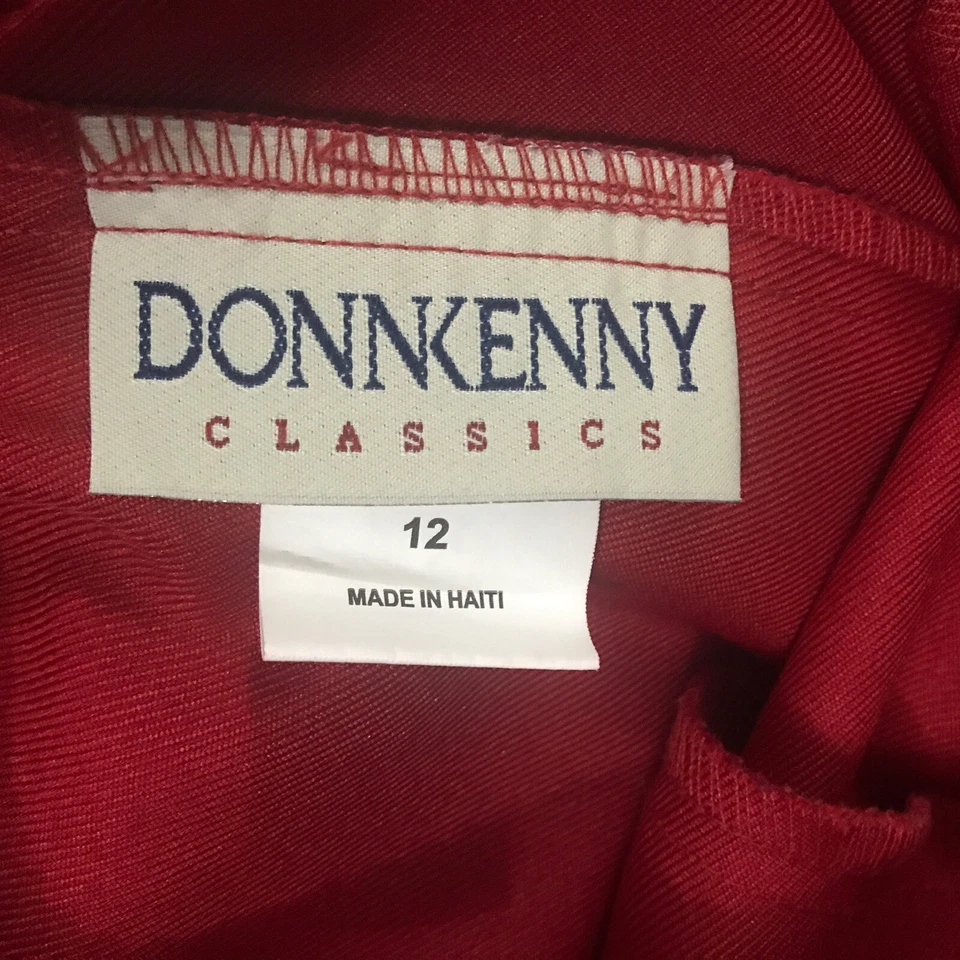 DONNKENNY
CLASSICS
12
MADE IN HAITI